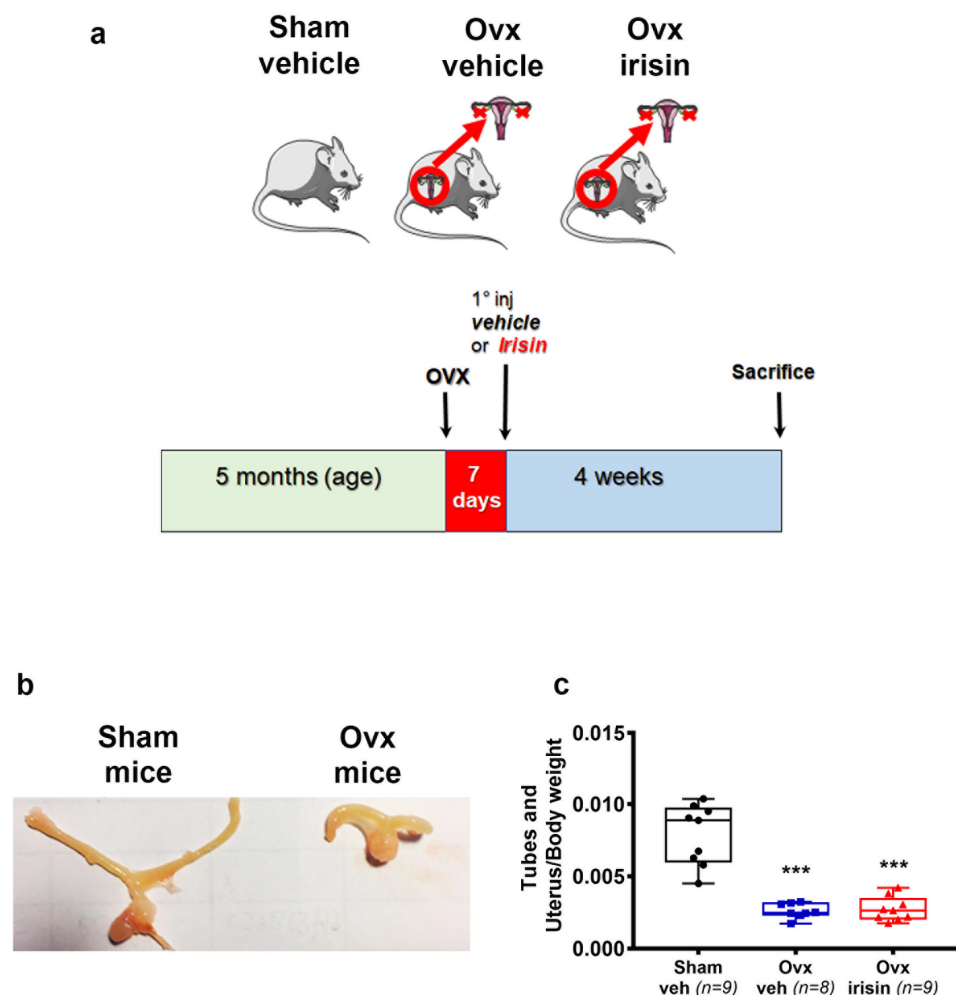 a
Sham
vehicle
Ovx
vehicle
Ovx
irisin
1° inj
vehicle
or Irisin
OVX
Sacrifice
5 months (age)
7
days
4 weeks
b
Sham
mice
Ovx
mice
c
Tubes and
Uterus/Body weight
0.015
0.010
0.005
0.000
***
***
Sham
veh (n=9)
Ovx
veh (n=8)
Ovx
irisin (n=9)